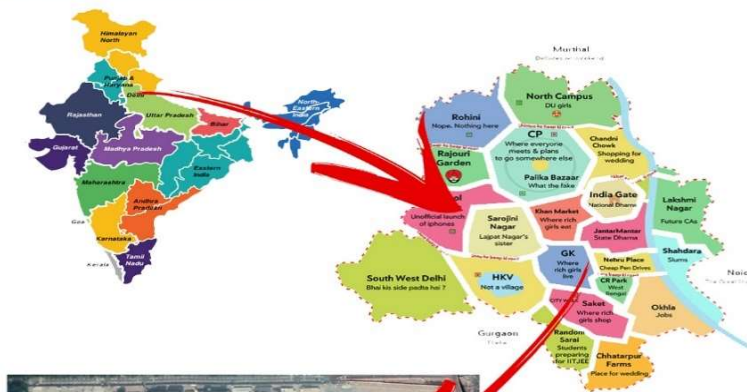 Himalayan
North
Punjab &
Haryana
Delhi
Rajasthan
Uttar Pradesh
Bihar
North-
Eastern
India
Gujarat
Madhya Pradesh
Eastern
India
Maharashtra
Andhra
Pradesh
Goa
Karnataka
Kerala
Tamil
Nadu
Murthal
North Campus
DU girls
Rohini
Nope. Nothing here
CP
Where everyone
meets & plans
to go somewhere else
Palika Bazaar
What the fake
Chandni
Chowk
Shopping for
wedding
Rajouri
Garden
India Gate
National Dharna
Lakshmi
Nagar
Future CAs
Unofficial launch
of iphones
Sarojini
Nagar
Lajpat Nagar's
sister
Khan Market
Where rich
girls eat
JantarManter
State Dharna
Shahdara
Slums
South West Delhi
Bhai kis side padta hai ?
HKV
Not a village
GK
Where
rich girls
live
Nehru Place
Cheap Pen Drives
CR Park
West
Bengal
Saket
Where rich
girls shop
Okhla
Jobs
Gurgaon
Random
Sarai
Students
preparing
for IITJEE
Chhatarpur
Farms
Place for wedding